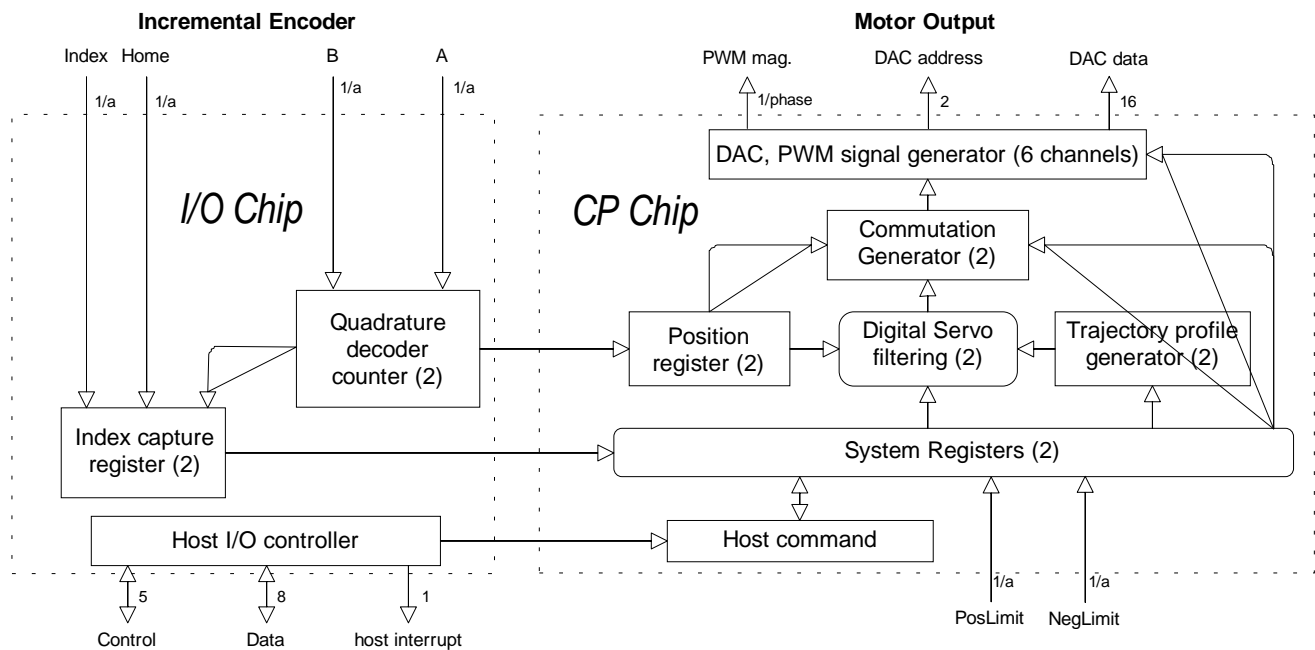 Incremental Encoder
Motor Output
Index Home B A
PWM mag. DAC address DAC data
1/a 1/a 1/a 1/a
1/phase 2 16
DAC, PWM signal generator (6 channels)
I/O Chip
CP Chip
Commutation
Generator (2)
Quadrature
decoder
counter (2)
Position
register (2)
Digital Servo
filtering (2)
Trajectory profile
generator (2)
Index capture
register (2)
System Registers (2)
Host I/O controller
Host command
5 8 1
1/a 1/a
Control Data host interrupt
PosLimit NegLimit